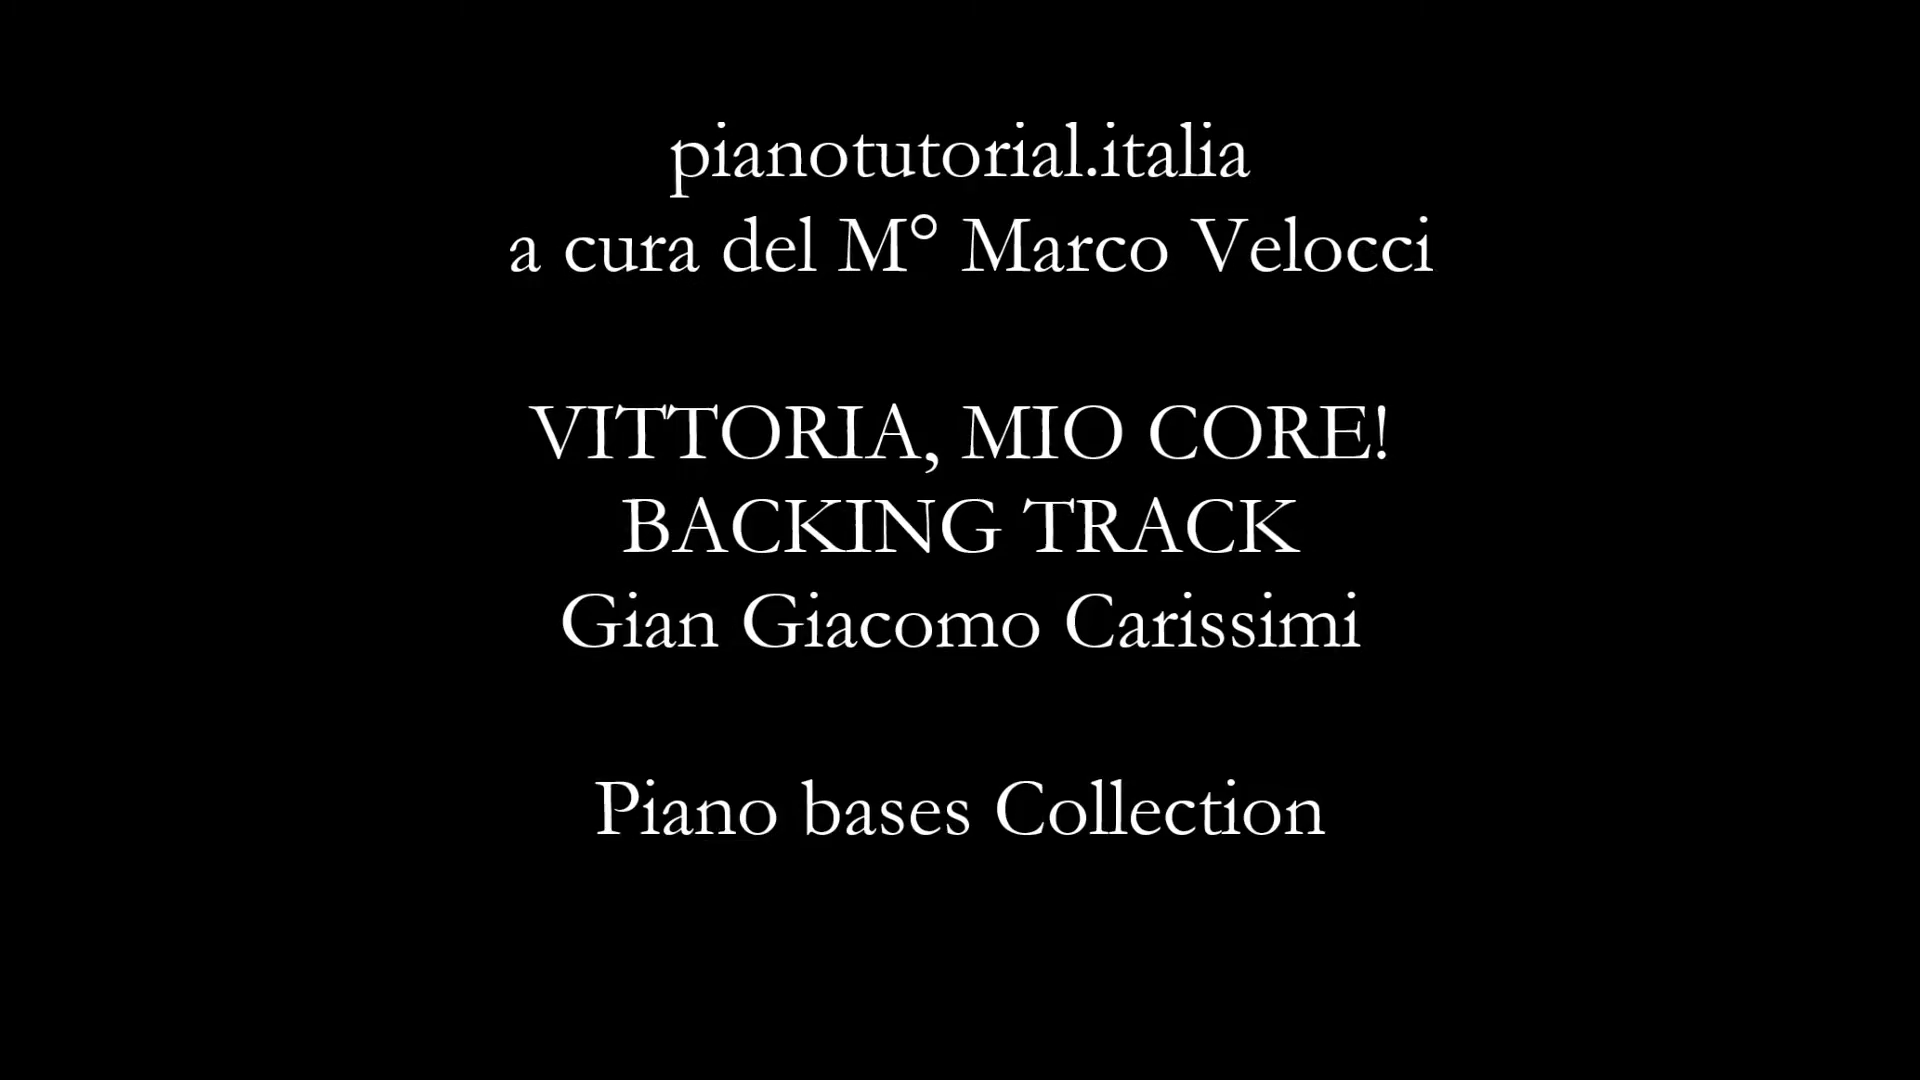 pianotutorial.italia
a cura del M° Marco Velocci
VITTORIA, MIO CORE!
BACKING TRACK
Gian Giacomo Carissimi
Piano bases Collection